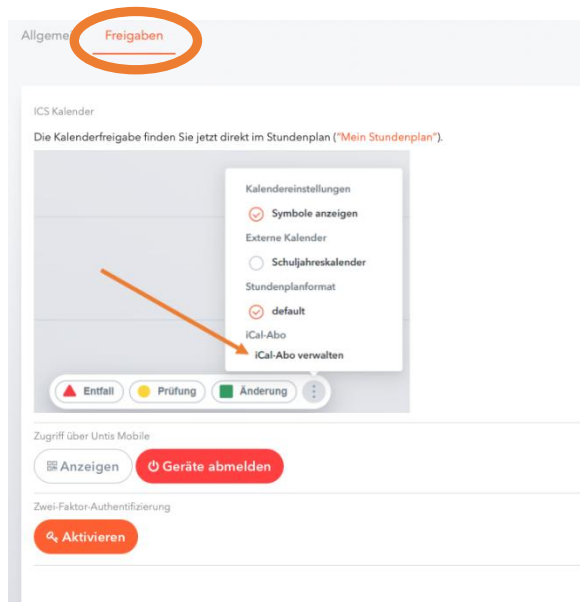 Allgeme
Freigaben
ICS Kalender
Die Kalenderfreigabe finden Sie jetzt direkt im Stundenplan ("Mein Stundenplan").
Kalendereinstellungen
Symbole anzeigen
Externe Kalender
Schuljahreskalender
Stundenplanformat
default
iCal-Abo
iCal-Abo verwalten
Entfall
Prüfung
Änderung
Zugriff über Untis Mobile
Anzeigen
Geräte abmelden
Zwei-Faktor-Authentifizierung
Aktivieren